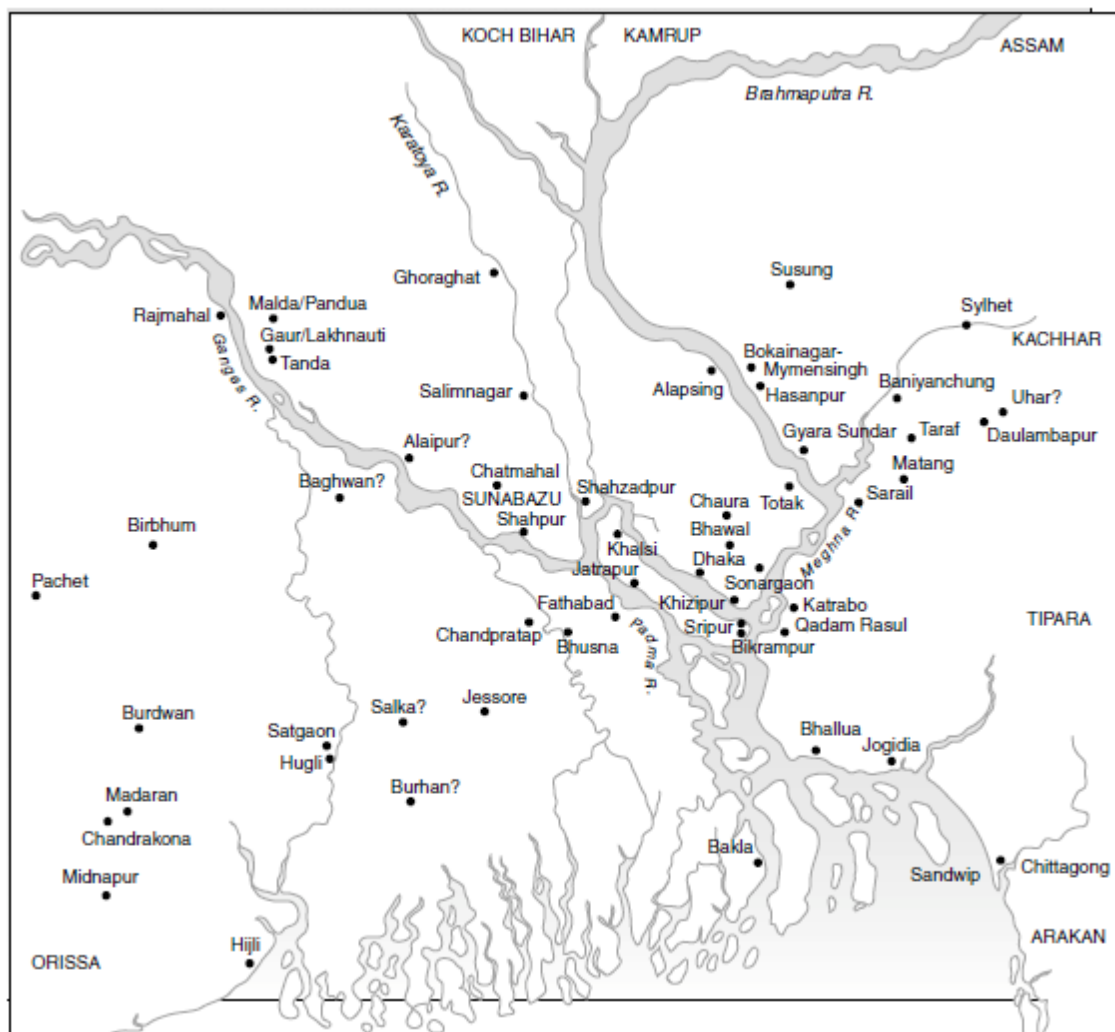 KOCH BIHAR
KAMRUP
ASSAM
Brahmaputra R.
Karatoya R.
Ghoraghat
Susung
Rajmahal
Malda/Pandua
Gaur/Lakhnauti
Tanda
Ganges R.
Sylhet
KACHHAR
Bokainagar-
Mymensingh
Alapsing
Hasanpur
Baniyanchung
Uhar?
Daulambapur
Salimnagar
Gyara Sundar
Taraf
Alaipur?
Matang
Chatmahal
Baghwan?
SUNABAZU
Shahzadpur
Totak
Sarail
Chaura
Shahpur
Birbhum
Khalsi
Bhawal
Meghna R.
Dhaka
Jatrapur
Sonargaon
Pachet
Fathabad
Khizipur
Katrabo
Chandpratap
Bhusna
Padma R.
Sripur
Qadam Rasul
Bikrampur
TIPARA
Jessore
Salka?
Burdwan
Satgaon
Hugli
Bhallua
Jogidia
Madaran
Burhan?
Chandrakona
Bakla
Midnapur
Sandwip
Chittagong
Hijli
ORISSA
ARAKAN